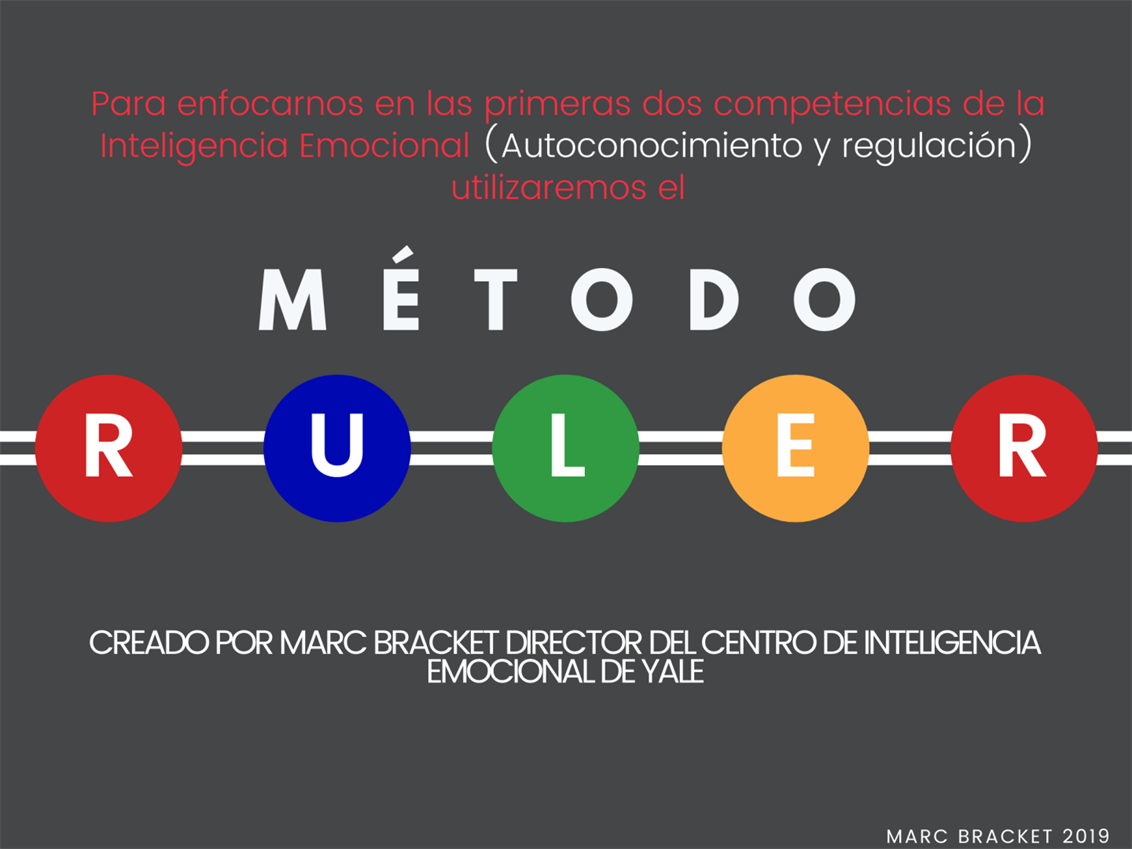 Para enfocarnos en las primeras dos competencias de la
Inteligencia Emocional (Autoconocimiento y regulación)
utilizaremos el
MÉTODO
RULER
CREADO POR MARC BRACKET DIRECTOR DEL CENTRO DE INTELIGENCIA
EMOCIONAL DE YALE
MARC BRACKET 2019